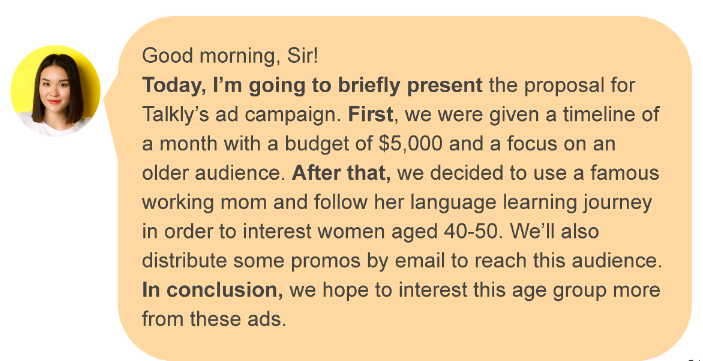 Good morning, Sir!
Today, I'm going to briefly present the proposal for
Talkly's ad campaign. First, we were given a timeline of
a month with a budget of $5,000 and a focus on an
older audience. After that, we decided to use a famous
working mom and follow her language learning journey
in order to interest women aged 40-50. We'll also
distribute some promos by email to reach this audience.
In conclusion, we hope to interest this age group more
from these ads.